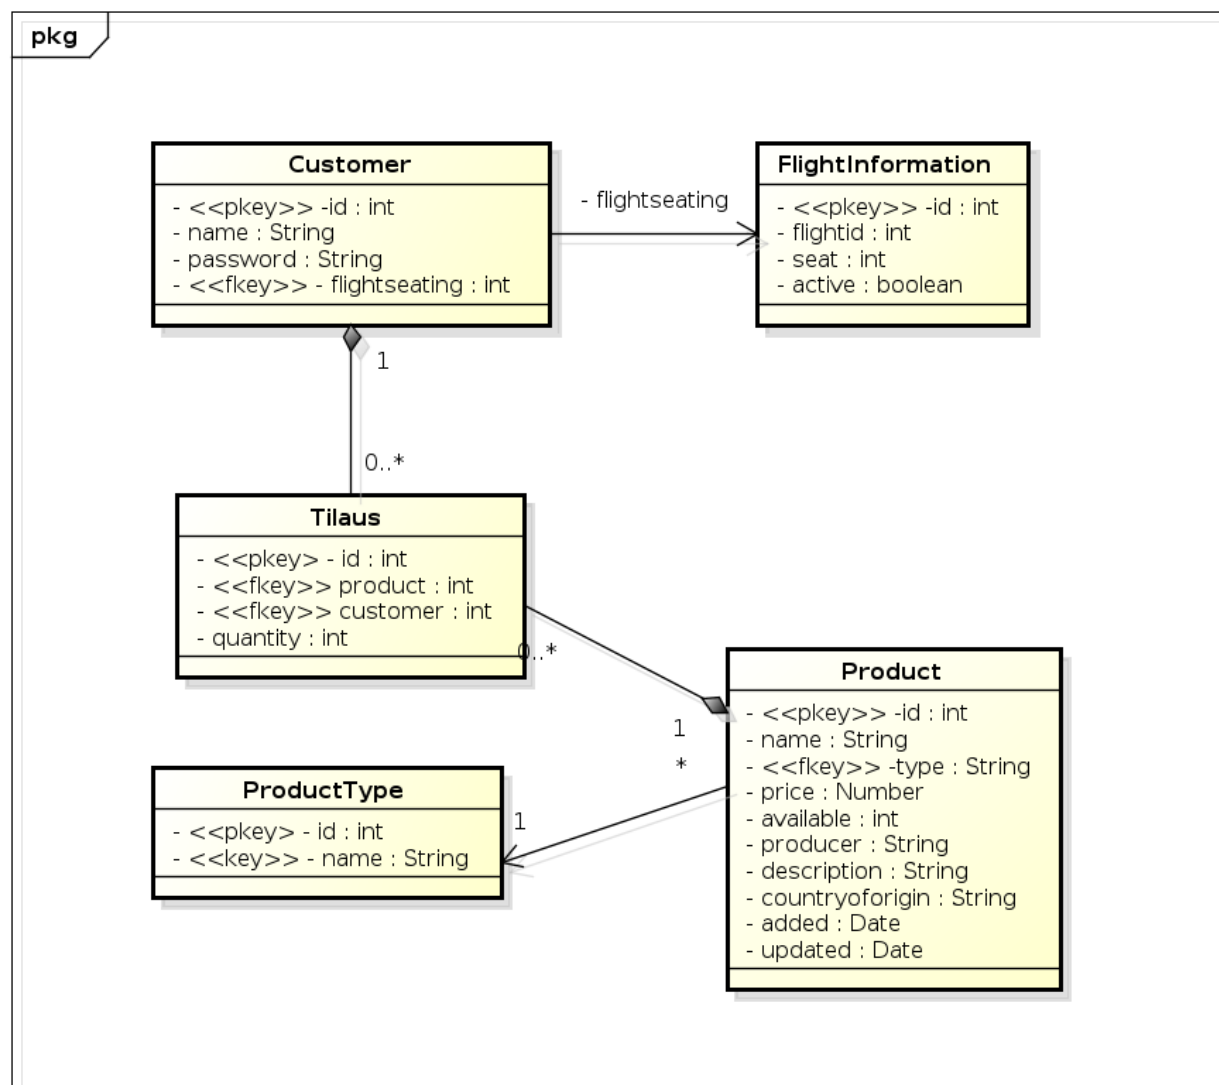 pkg
Customer
- <<pkey>> -id : int
- name : String
- password : String
- <<fkey>> - flightseating : int
- flightseating
FlightInformation
- <<pkey>> -id : int
- flightid : int
- seat : int
- active : boolean
1
0..*
Tilaus
- <<pkey> - id : int
- <<fkey>> product : int
- <<fkey>> customer : int
- quantity : int
0..*
1
*
Product
- <<pkey>> -id : int
- name : String
- <<fkey>> -type : String
- price : Number
- available : int
- producer : String
- description : String
- countryoforigin : String
- added : Date
- updated : Date
ProductType
- <<pkey> - id : int
- <<key>> - name : String
1